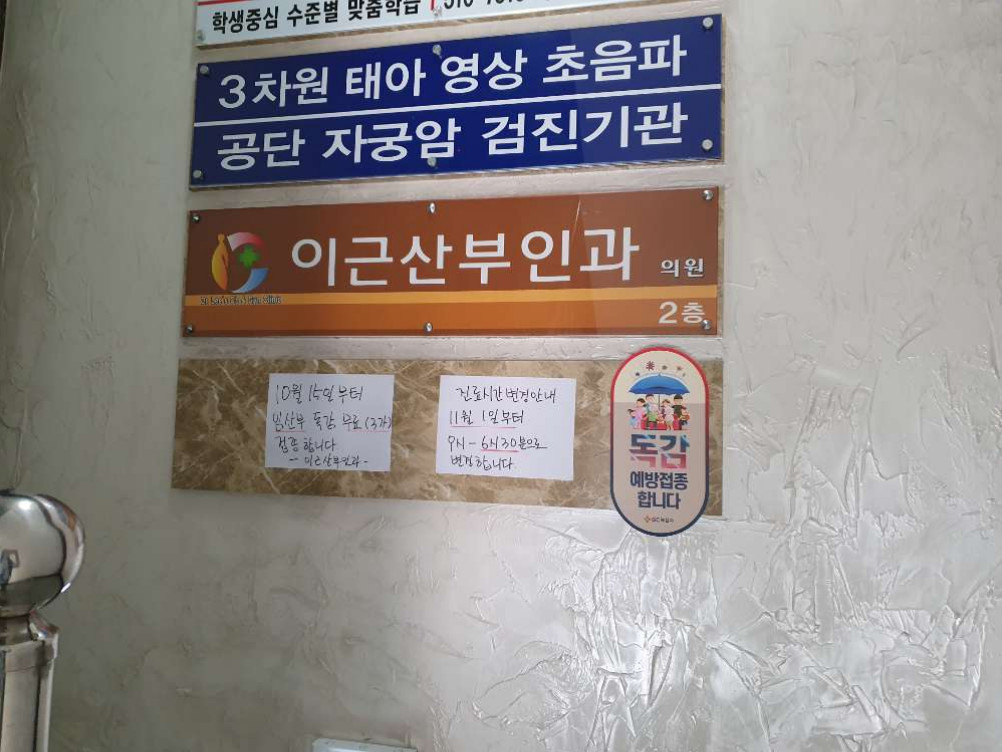 학생중심 수준별 맞춤학습
3차원 태아 영상 초음파
공단 자궁암 검진기관
이근산부인과 의원
2층
10월 15일부터
임산부 독감 무료 (3가)
접종합니다
- 이근산부인과 -
진료시간변경안내
11월 1일부터
9시-6시30분으로
변경합니다
독감
예방접종
합니다